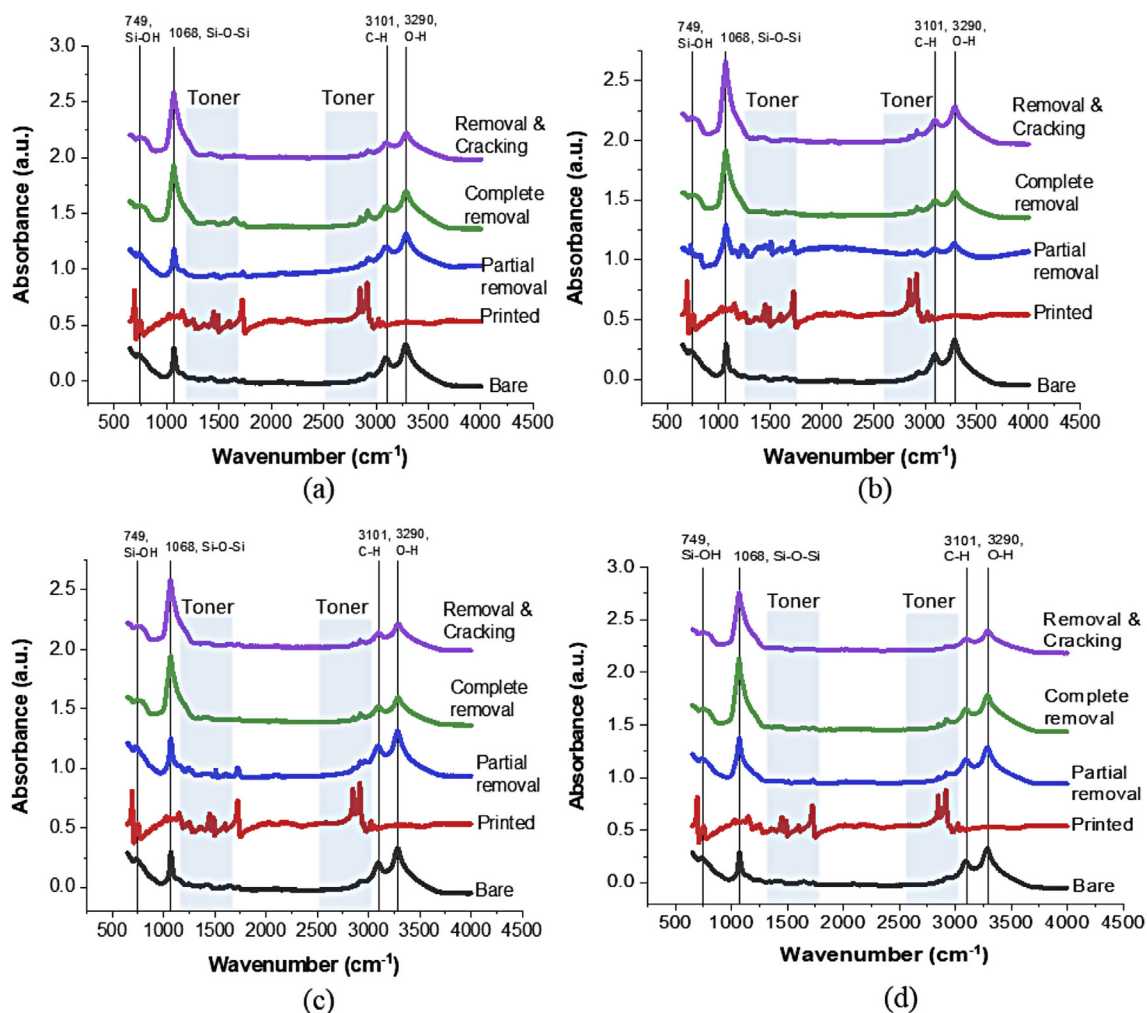 749,
Si-OH
1068, Si-O-Si
3101,
C-H
3290,
O-H
3.0
2.5
2.0
1.5
1.0
0.5
0.0
Absorbance (a.u.)
Toner
Toner
Removal &
Cracking
Complete
removal
Partial
removal
Printed
Bare
500 1000 1500 2000 2500 3000 3500 4000 4500
Wavenumber (cm-1)
(a)
749,
Si-OH
1068, Si-O-Si
3101,
C-H
3290,
O-H
2.5
2.0
1.5
1.0
0.5
0.0
Absorbance (a.u.)
Toner
Toner
Removal &
Cracking
Complete
removal
Partial
removal
Printed
Bare
500 1000 1500 2000 2500 3000 3500 4000 4500
Wavenumber (cm-1)
(b)
749,
Si-OH
1068, Si-O-Si
3101,
C-H
3290,
O-H
2.5
2.0
1.5
1.0
0.5
0.0
Absorbance (a.u.)
Toner
Toner
Removal &
Cracking
Complete
removal
Partial
removal
Printed
Bare
500 1000 1500 2000 2500 3000 3500 4000 4500
Wavenumber (cm-1)
(c)
749,
Si-OH
1068, Si-O-Si
3101,
C-H
3290,
O-H
3.0
2.5
2.0
1.5
1.0
0.5
0.0
Absorbance (a.u.)
Toner
Toner
Removal &
Cracking
Complete
removal
Partial
removal
Printed
Bare
500 1000 1500 2000 2500 3000 3500 4000 4500
Wavenumber (cm-1)
(d)